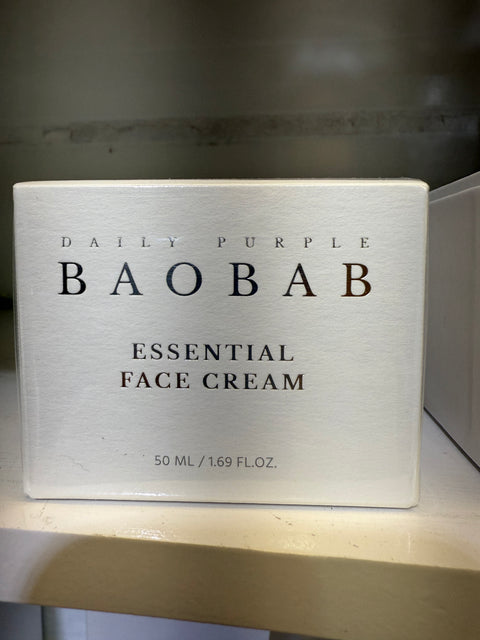 DAILY PURPLE
BAOBAB
ESSENTIAL
FACE CREAM
50 ML / 1.69 FL.OZ.